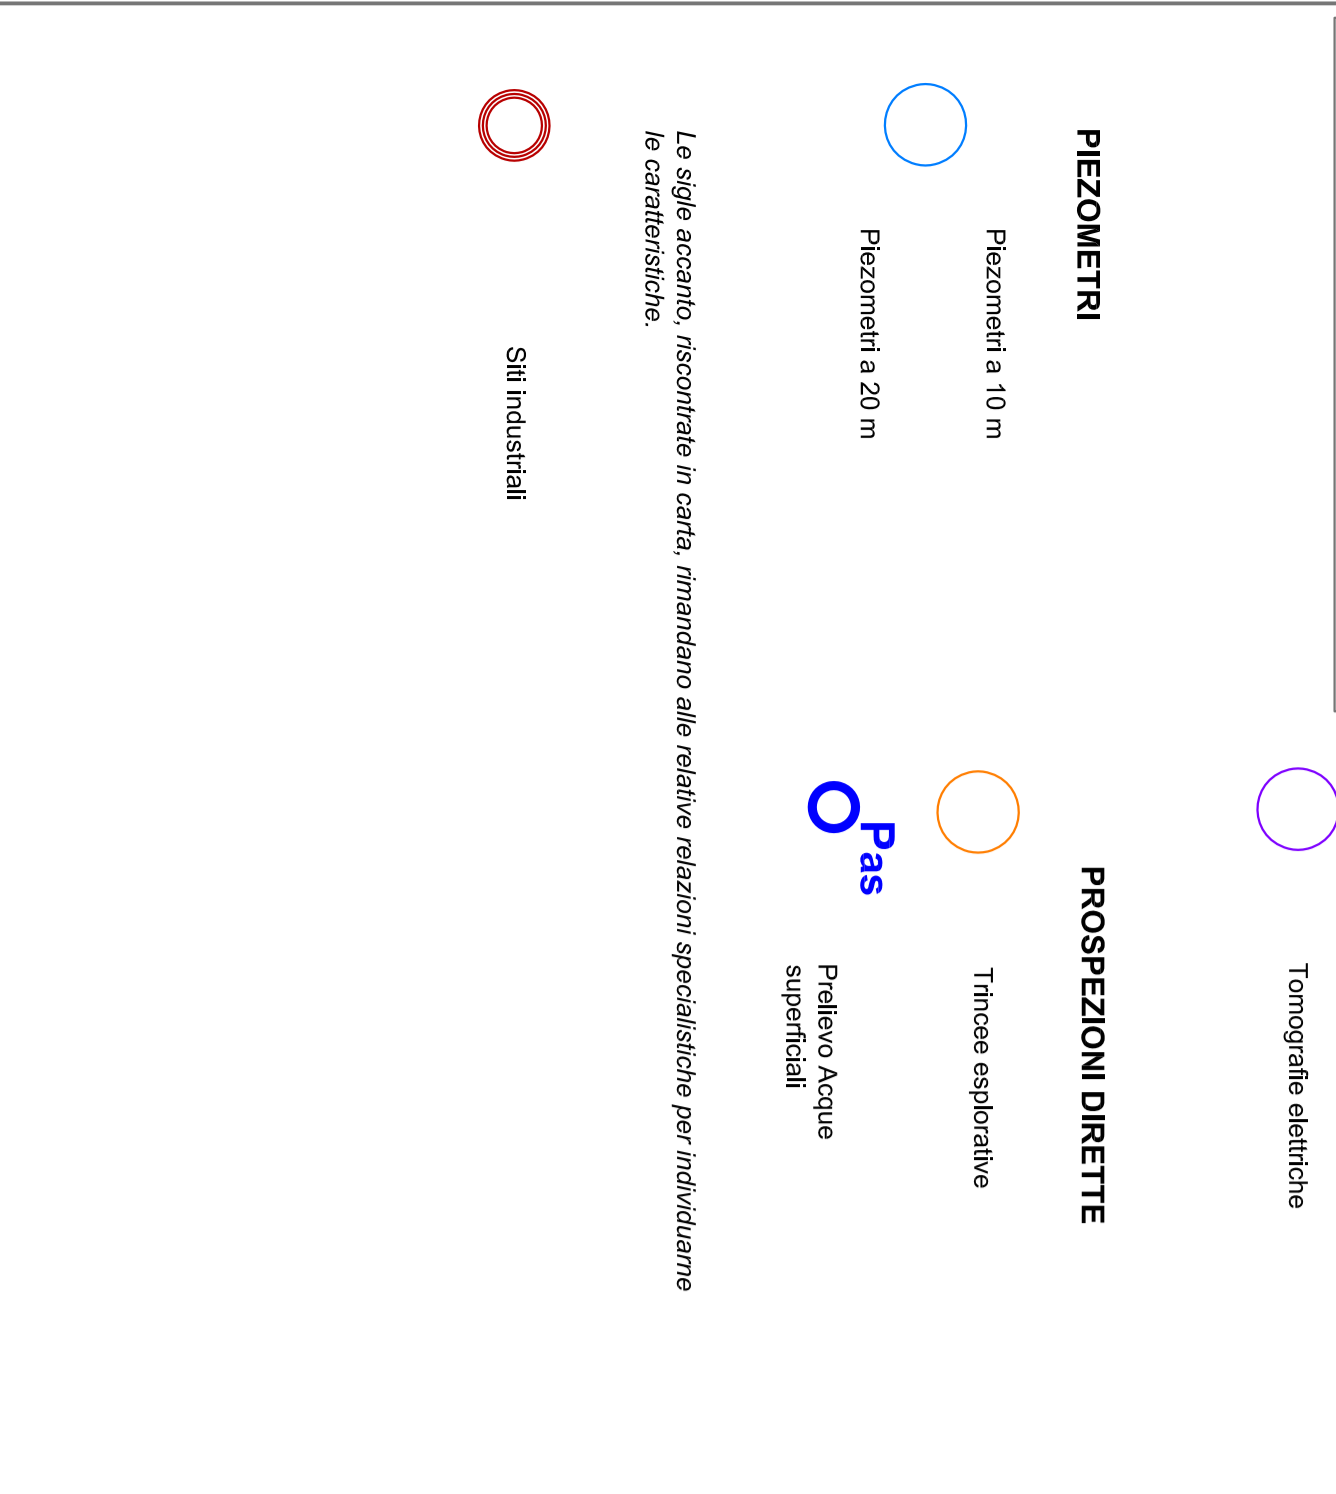 Tomografie elettriche
PIEZOMETRI
Piezometri a 10 m
Piezometri a 20 m
PROSPEZIONI DIRETTE
Trincee esplorative
Pas
Prelievo Acque
superficiali
Le sigle accanto, riscontrate in carta, rimandano alle relative relazioni specialistiche per individuarne
le caratteristiche.
Siti industriali